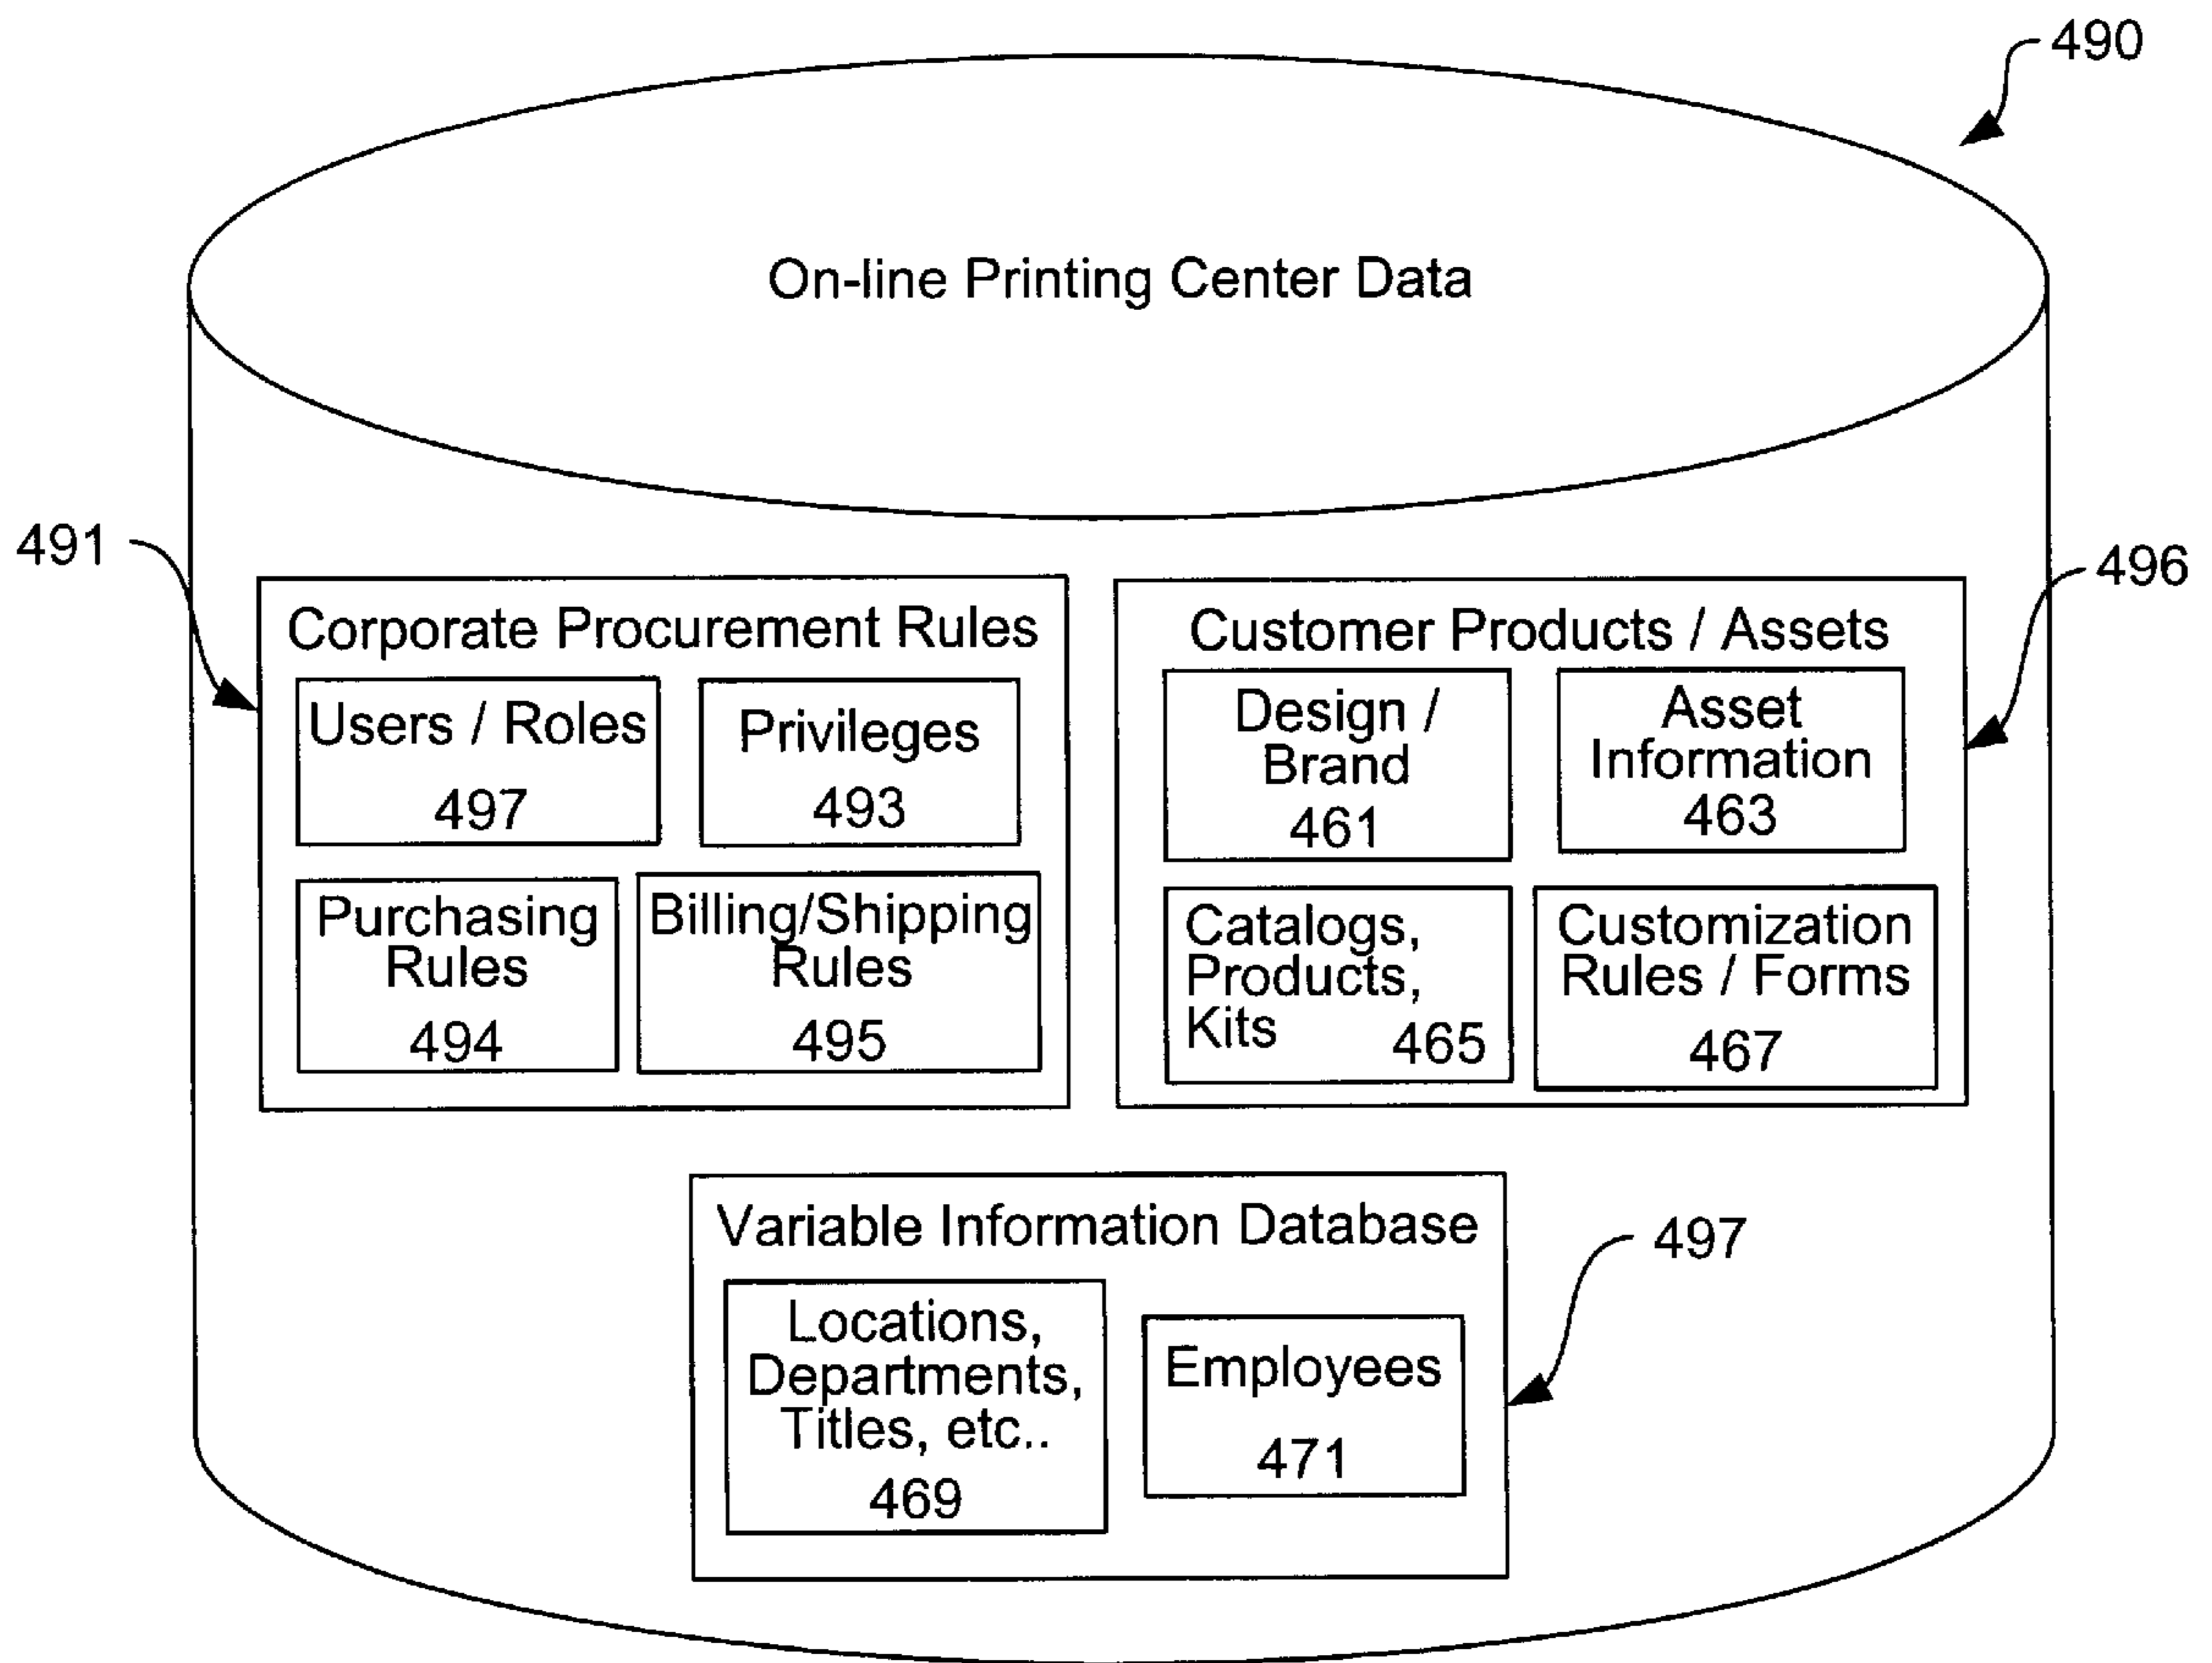 490
On-line Printing Center Data
491
496
Corporate Procurement Rules
Users / Roles
497
Privileges
493
Purchasing
Rules
494
Billing/Shipping
Rules
495
Customer Products / Assets
Design /
Brand
461
Asset
Information
463
Catalogs,
Products,
Kits
465
Customization
Rules / Forms
467
Variable Information Database
497
Locations,
Departments,
Titles, etc..
469
Employees
471